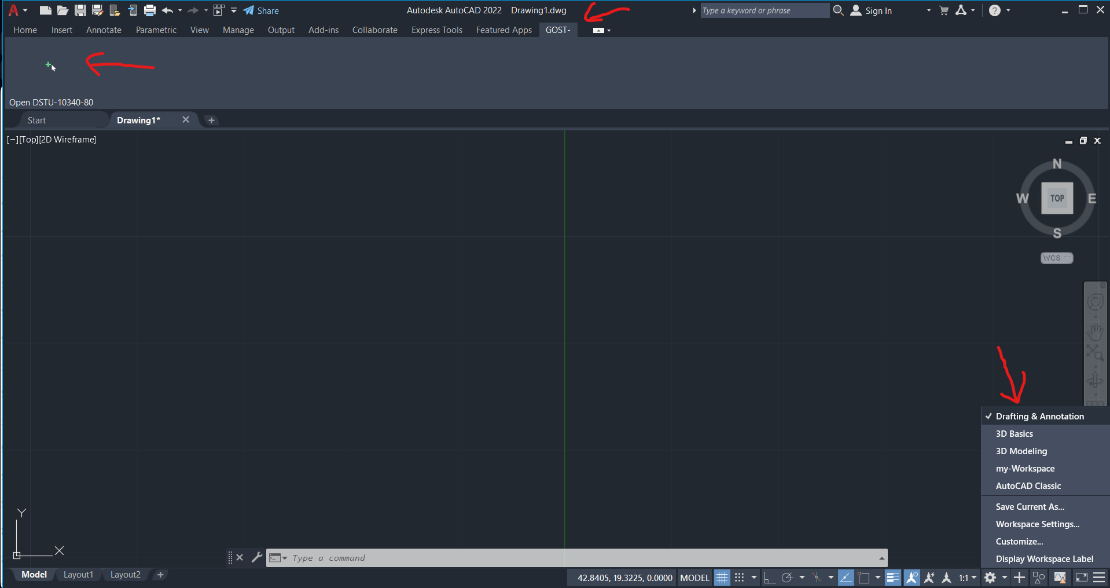 Share
Autodesk AutoCAD 2022 Drawing1.dwg
Type a keyword or phrase
Sign In
Home Insert Annotate Parametric View Manage Output Add-ins Collaborate Express Tools Featured Apps GOST-
Open DSTU-10340-80
Start Drawing1*
[−][Top][2D Wireframe]
N
W TOP E
S
WCS
Drafting & Annotation
3D Basics
3D Modeling
my-Workspace
AutoCAD Classic
Save Current As...
Workspace Settings...
Customize...
Display Workspace Label
Y
X
Type a command
Model Layout1 Layout2 +
42.8405, 19.3225, 0.0000 MODEL 1:1